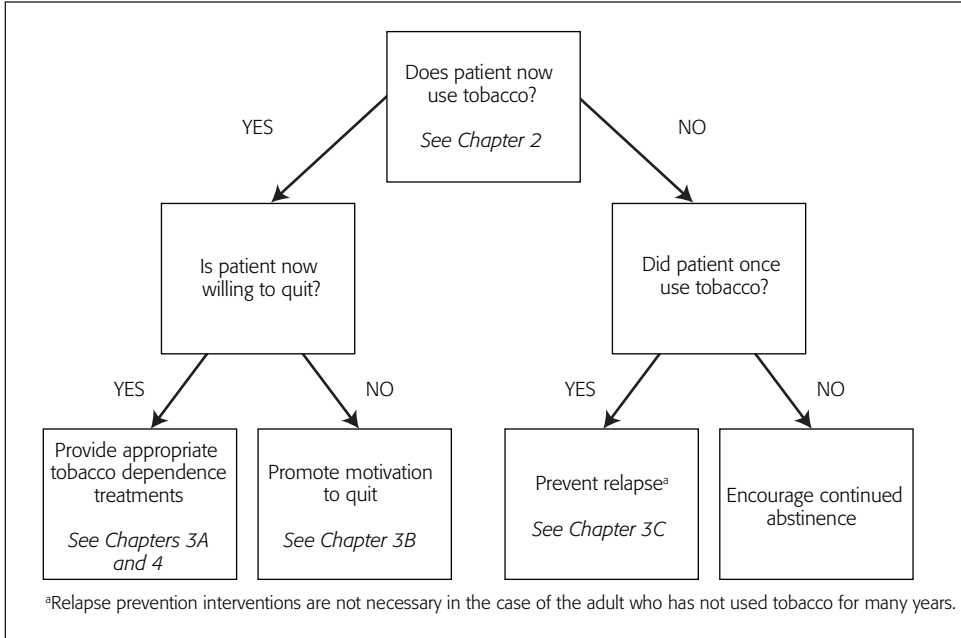 Does patient now
use tobacco?
See Chapter 2
YES
NO
Is patient now
willing to quit?
Did patient once
use tobacco?
YES
NO
YES
NO
Provide appropriate
tobacco dependence
treatments
See Chapters 3A
and 4
Promote motivation
to quit
See Chapter 3B
Prevent relapseᵃ
See Chapter 3C
Encourage continued
abstinence
ᵃRelapse prevention interventions are not necessary in the case of the adult who has not used tobacco for many years.